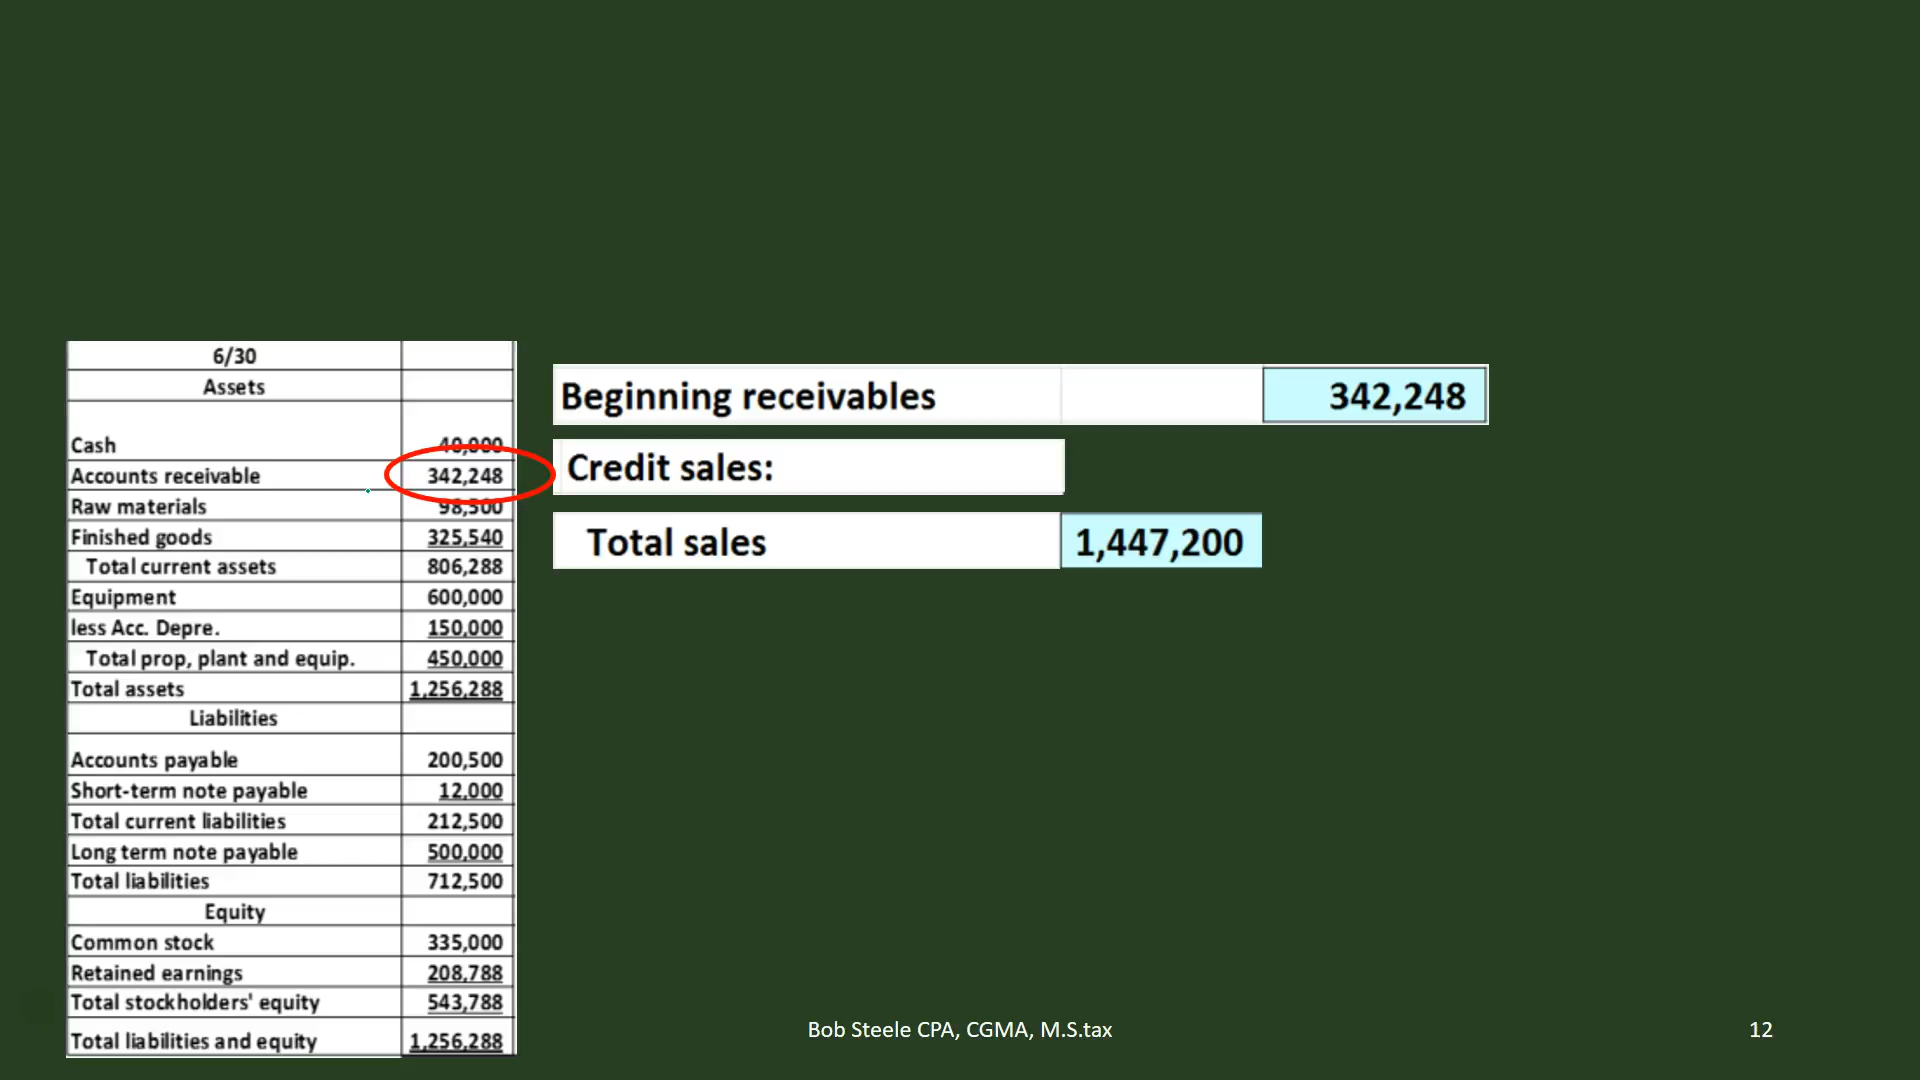 6/30
Assets
Cash 40,000
Accounts receivable 342,248
Raw materials 98,500
Finished goods 325,540
Total current assets 806,288
Equipment 600,000
less Acc. Depre. 150,000
Total prop, plant and equip. 450,000
Total assets 1,256,288
Liabilities
Accounts payable 200,500
Short-term note payable 12,000
Total current liabilities 212,500
Long term note payable 500,000
Total liabilities 712,500
Equity
Common stock 335,000
Retained earnings 208,788
Total stockholders' equity 543,788
Total liabilities and equity 1,256,288
Beginning receivables 342,248
Credit sales:
Total sales 1,447,200
Bob Steele CPA, CGMA, M.S.tax
12